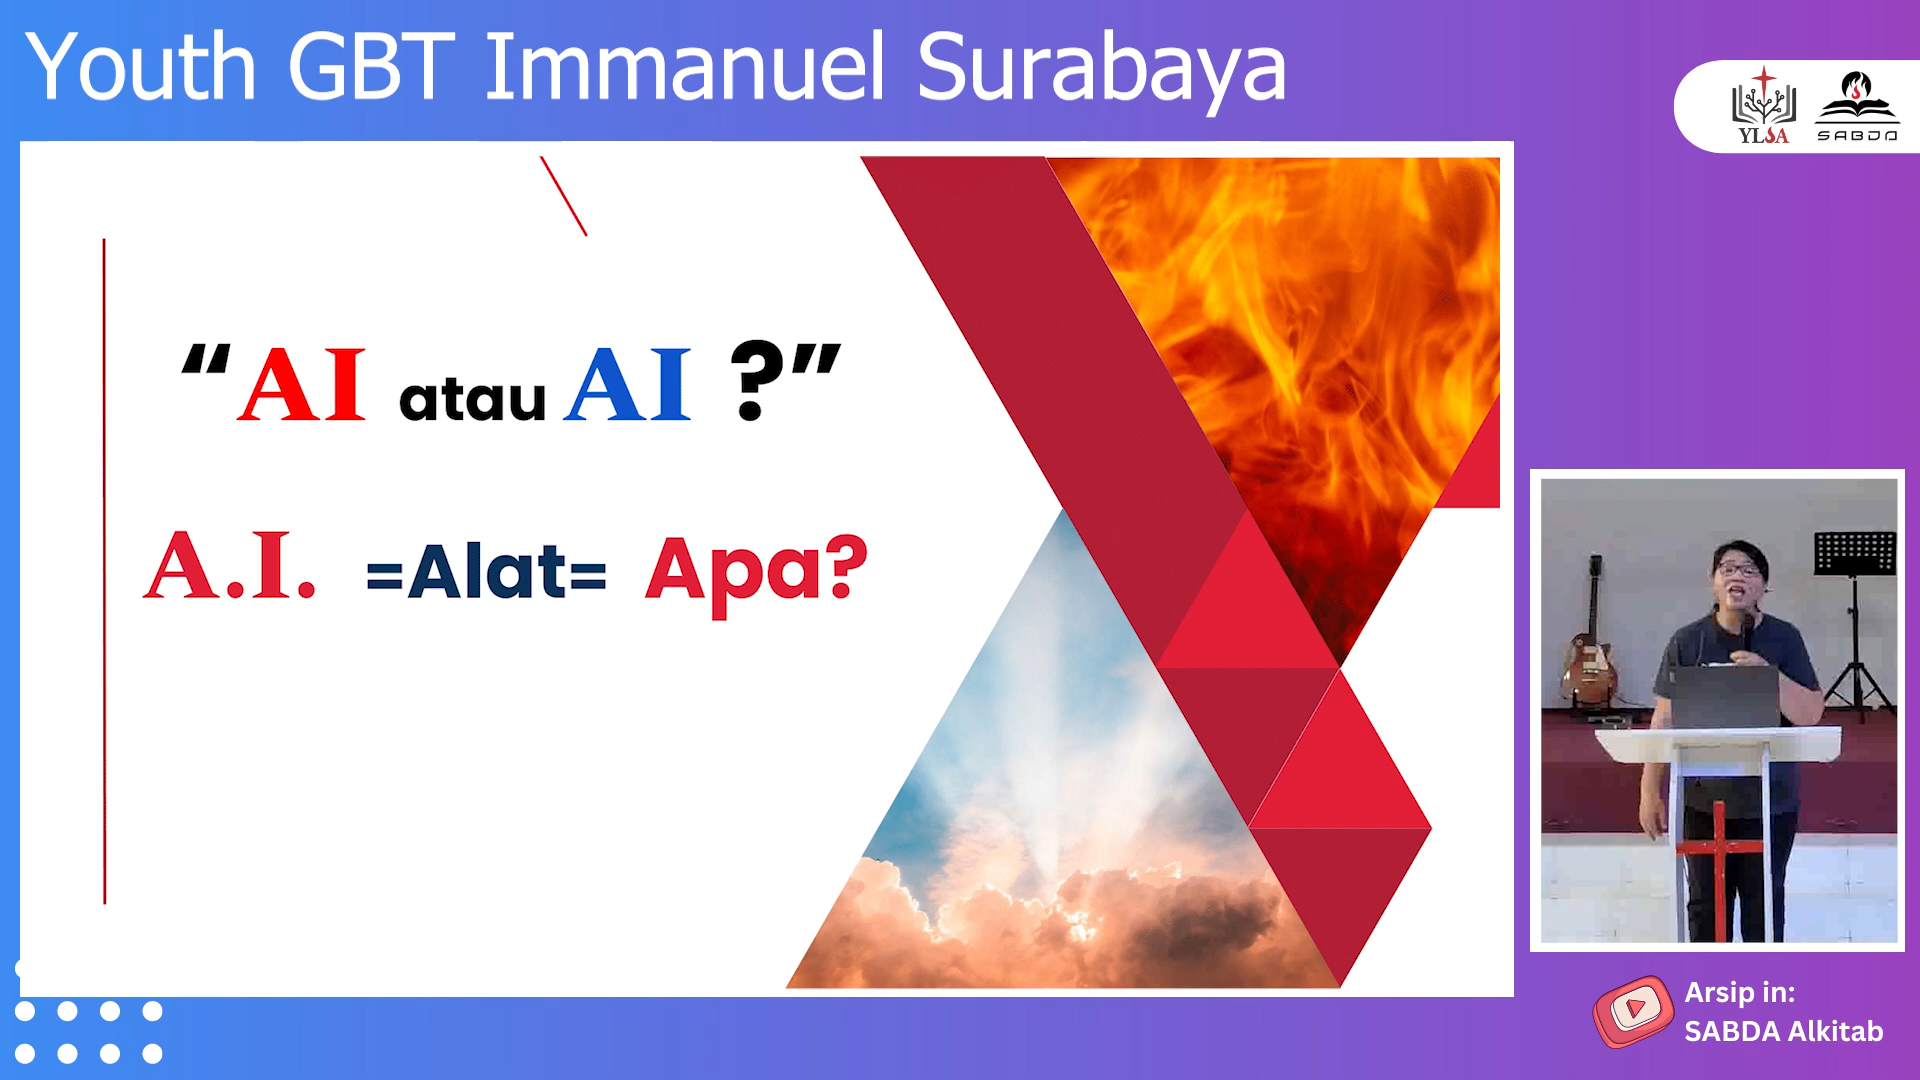 Youth GBT Immanuel Surabaya
YLSA
SABDA
“AI atau AI ?”
A.I. =Alat= Apa?
Arsip in:
SABDA Alkitab